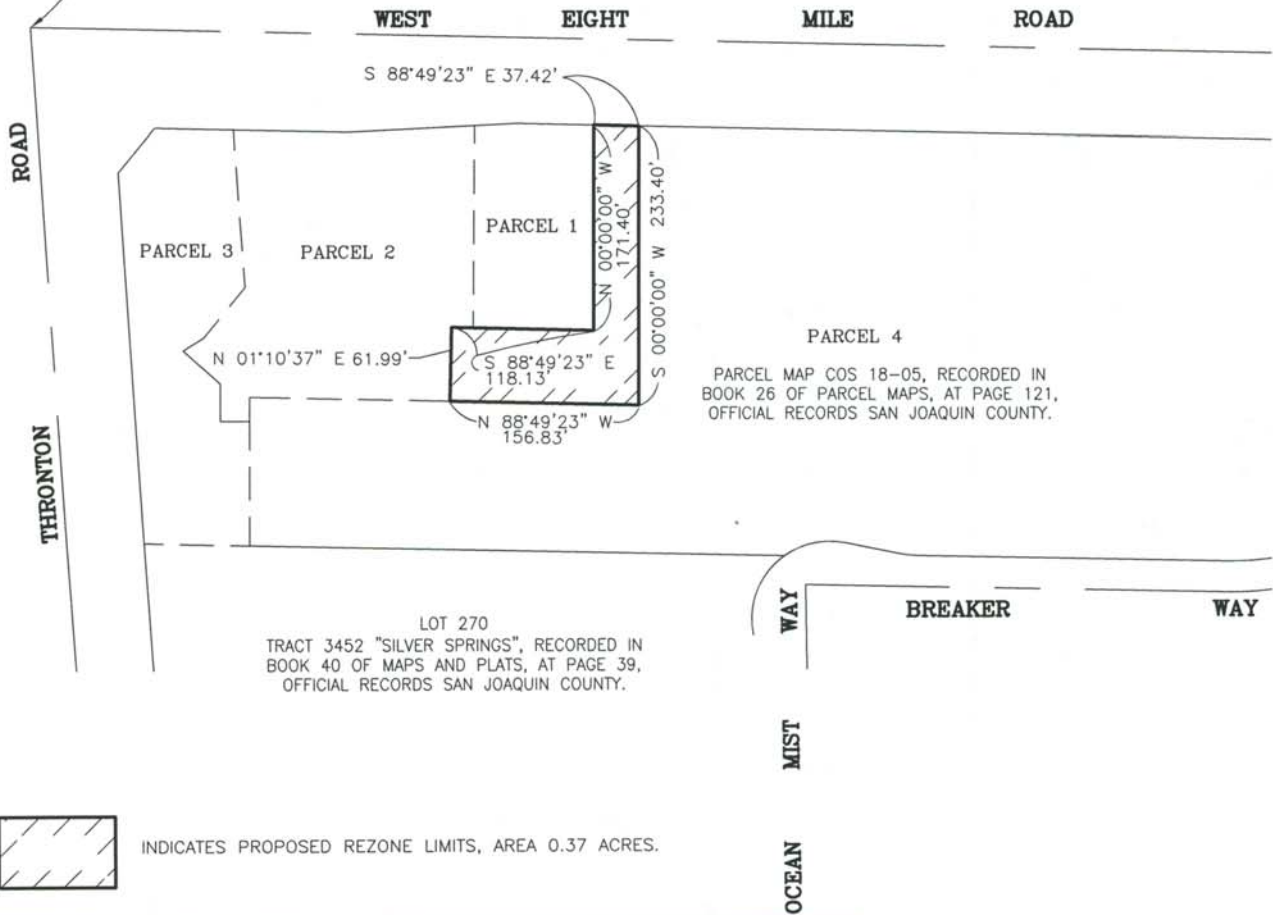 WEST EIGHT MILE ROAD
S 88°49'23" E 37.42'
ROAD
THRONTON
PARCEL 3
PARCEL 2
PARCEL 1
N 00°00'00" W
171.40'
S 00°00'00" W 233.40'
N 01°10'37" E 61.99'
S 88°49'23" E
118.13'
N 88°49'23" W
156.83'
PARCEL 4
PARCEL MAP COS 18-05, RECORDED IN
BOOK 26 OF PARCEL MAPS, AT PAGE 121,
OFFICIAL RECORDS SAN JOAQUIN COUNTY.
LOT 270
TRACT 3452 "SILVER SPRINGS", RECORDED IN
BOOK 40 OF MAPS AND PLATS, AT PAGE 39,
OFFICIAL RECORDS SAN JOAQUIN COUNTY.
BREAKER WAY
OCEAN MIST WAY
INDICATES PROPOSED REZONE LIMITS, AREA 0.37 ACRES.